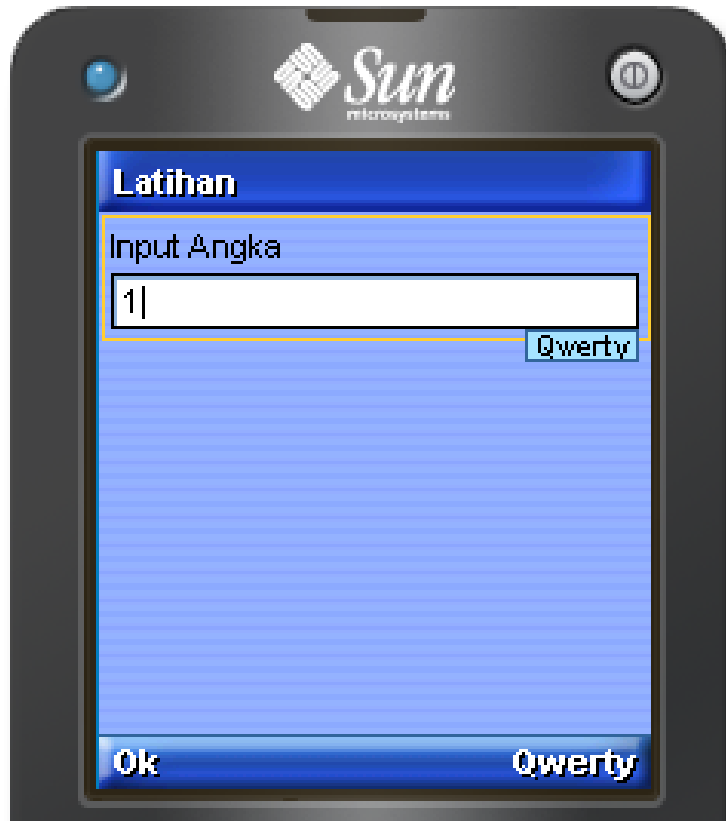 Sun
microsystems
Latihan
Input Angka
1
Qwerty
Ok Qwerty